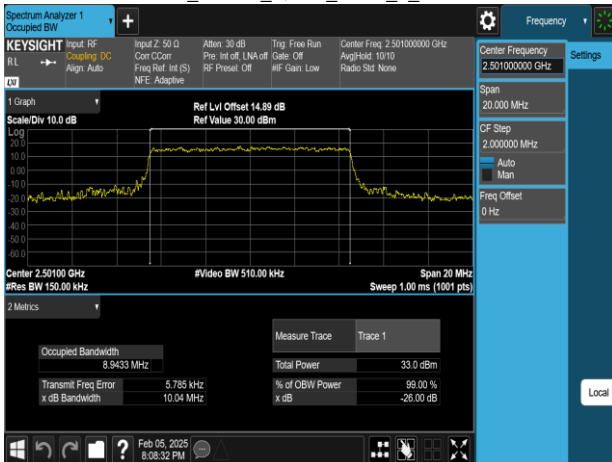 Spectrum Analyzer 1
Occupied BW
+
Frequency
KEYSIGHT
Input: RF
Coupling: DC
Align: Auto
Input Z: 50 Ω
Corr CCorr
Freq Ref: Int (S)
NFE: Adaptive
Atten: 30 dB
Pre: Int off, LNA off
RF Preset: Off
Trig: Free Run
Gate: Off
#IF Gain: Low
Center Freq: 2.501000000 GHz
Avg|Hold: 10/10
Radio Std: None
RL
LXI
Center Frequency
2.501000000 GHz
Settings
Span
20.000 MHz
CF Step
2.000000 MHz
Auto
Man
Freq Offset
0 Hz
1 Graph
Scale/Div 10.0 dB
Ref Lvl Offset 14.89 dB
Ref Value 30.00 dBm
Log
20.0
10.0
0.00
-10.0
-20.0
-30.0
-40.0
-50.0
-60.0
Center 2.50100 GHz
#Res BW 150.00 kHz
#Video BW 510.00 kHz
Span 20 MHz
Sweep 1.00 ms (1001 pts)
2 Metrics
Measure Trace Trace 1
Occupied Bandwidth
8.9433 MHz
Total Power 33.0 dBm
Transmit Freq Error 5.785 kHz
% of OBW Power 99.00 %
x dB Bandwidth 10.04 MHz
x dB -26.00 dB
Local
?
Feb 05, 2025
8:08:32 PM